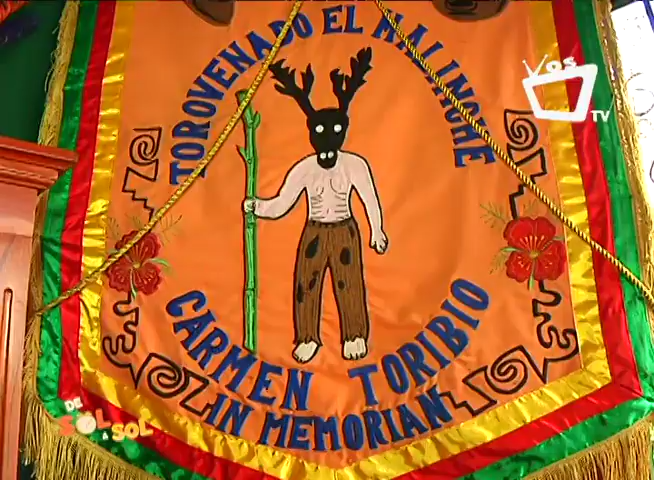 TOROVENADO EL MALINCHE
CARMEN TORIBIO
IN MEMORIAN
Vos
TV
DE
SOL
A SOL